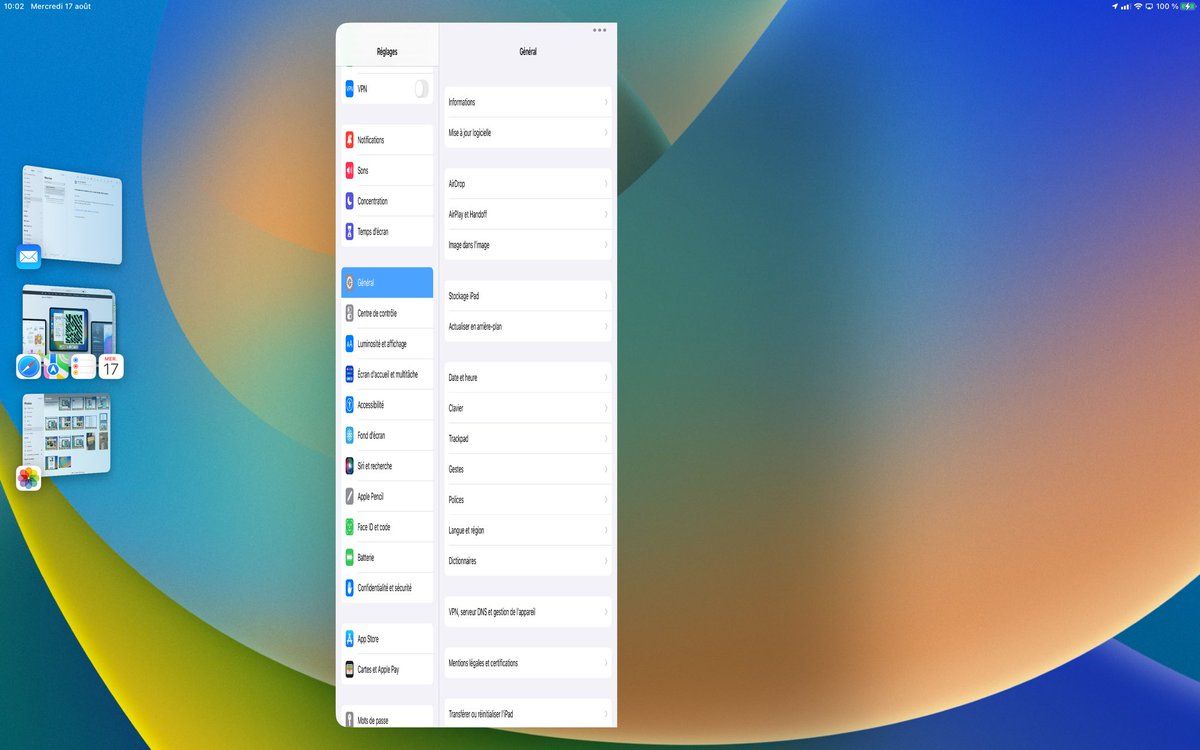 10:02 Mercredi 17 août
100 %
Réglages
VPN
VPN
Notifications
Sons
Concentration
Temps d'écran
Général
Centre de contrôle
AA
Luminosité et affichage
Écran d'accueil et multitâche
Accessibilité
Fond d'écran
Siri et recherche
Apple Pencil
Face ID et code
Batterie
Confidentialité et sécurité
App Store
Cartes et Apple Pay
Mots de passe
Général
Informations
Mise à jour logicielle
AirDrop
AirPlay et Handoff
Image dans l'image
Stockage iPad
Actualiser en arrière-plan
Date et heure
Clavier
Trackpad
Gestes
Polices
Langue et région
Dictionnaires
VPN, serveur DNS et gestion de l'appareil
Mentions légales et certifications
Transférer ou réinitialiser l'iPad
MER.
17